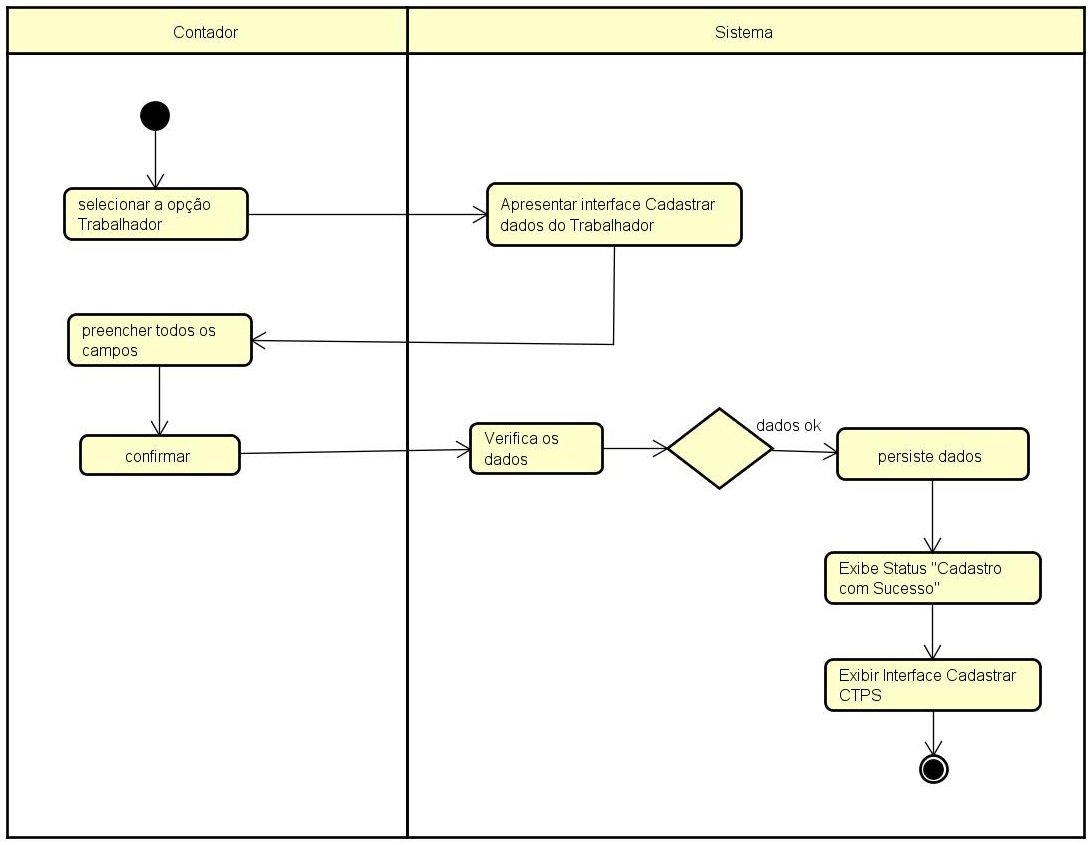 Contador
Sistema
selecionar a opção
Trabalhador
Apresentar interface Cadastrar
dados do Trabalhador
preencher todos os
campos
confirmar
Verifica os
dados
dados ok
persiste dados
Exibe Status "Cadastro
com Sucesso"
Exibir Interface Cadastrar
CTPS